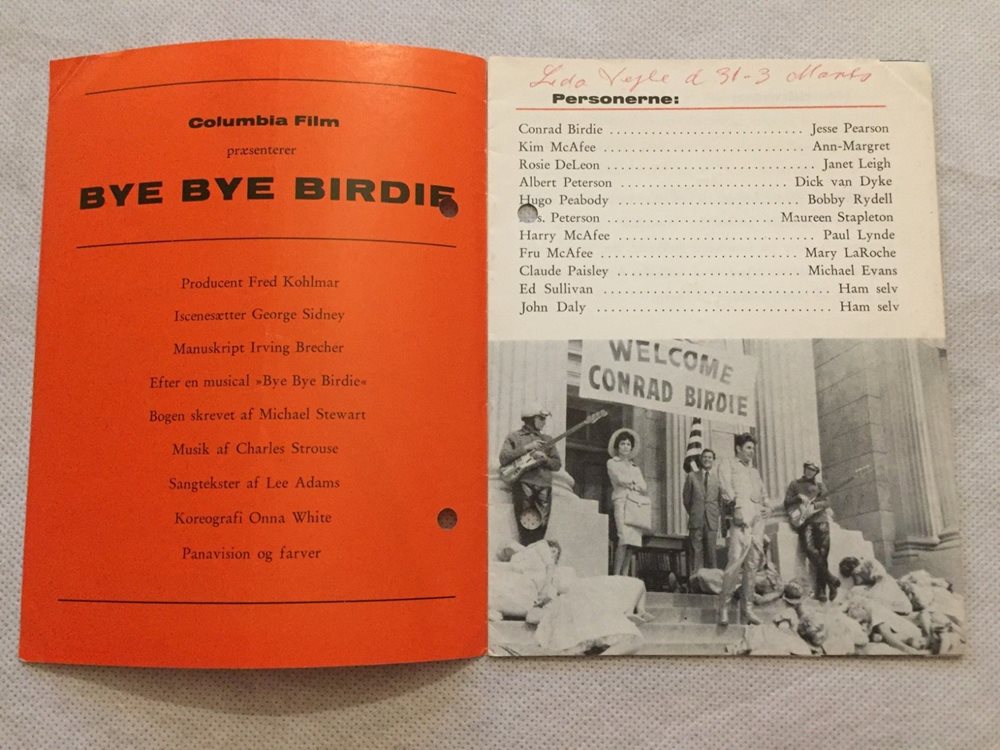 Columbia Film
præsenterer
BYE BYE BIRDIE
Producent Fred Kohlmar
Iscenesætter George Sidney
Manuskript Irving Brecher
Efter en musical »Bye Bye Birdie«
Bogen skrevet af Michael Stewart
Musik af Charles Strouse
Sangtekster af Lee Adams
Koreografi Onna White
Panavision og farver
Vejle d 31-3 Marts
Personerne:
Conrad Birdie ........................... Jesse Pearson
Kim McAfee .............................. Ann-Margret
Rosie DeLeon ............................ Janet Leigh
Albert Peterson ........................ Dick van Dyke
Hugo Peabody ........................... Bobby Rydell
s. Peterson ......................... Maureen Stapleton
Harry McAfee ............................ Paul Lynde
Fru McAfee ............................. Mary LaRoche
Claude Paisley .......................... Michael Evans
Ed Sullivan ................................ Ham selv
John Daly .................................. Ham selv
WELCOME
CONRAD BIRDIE